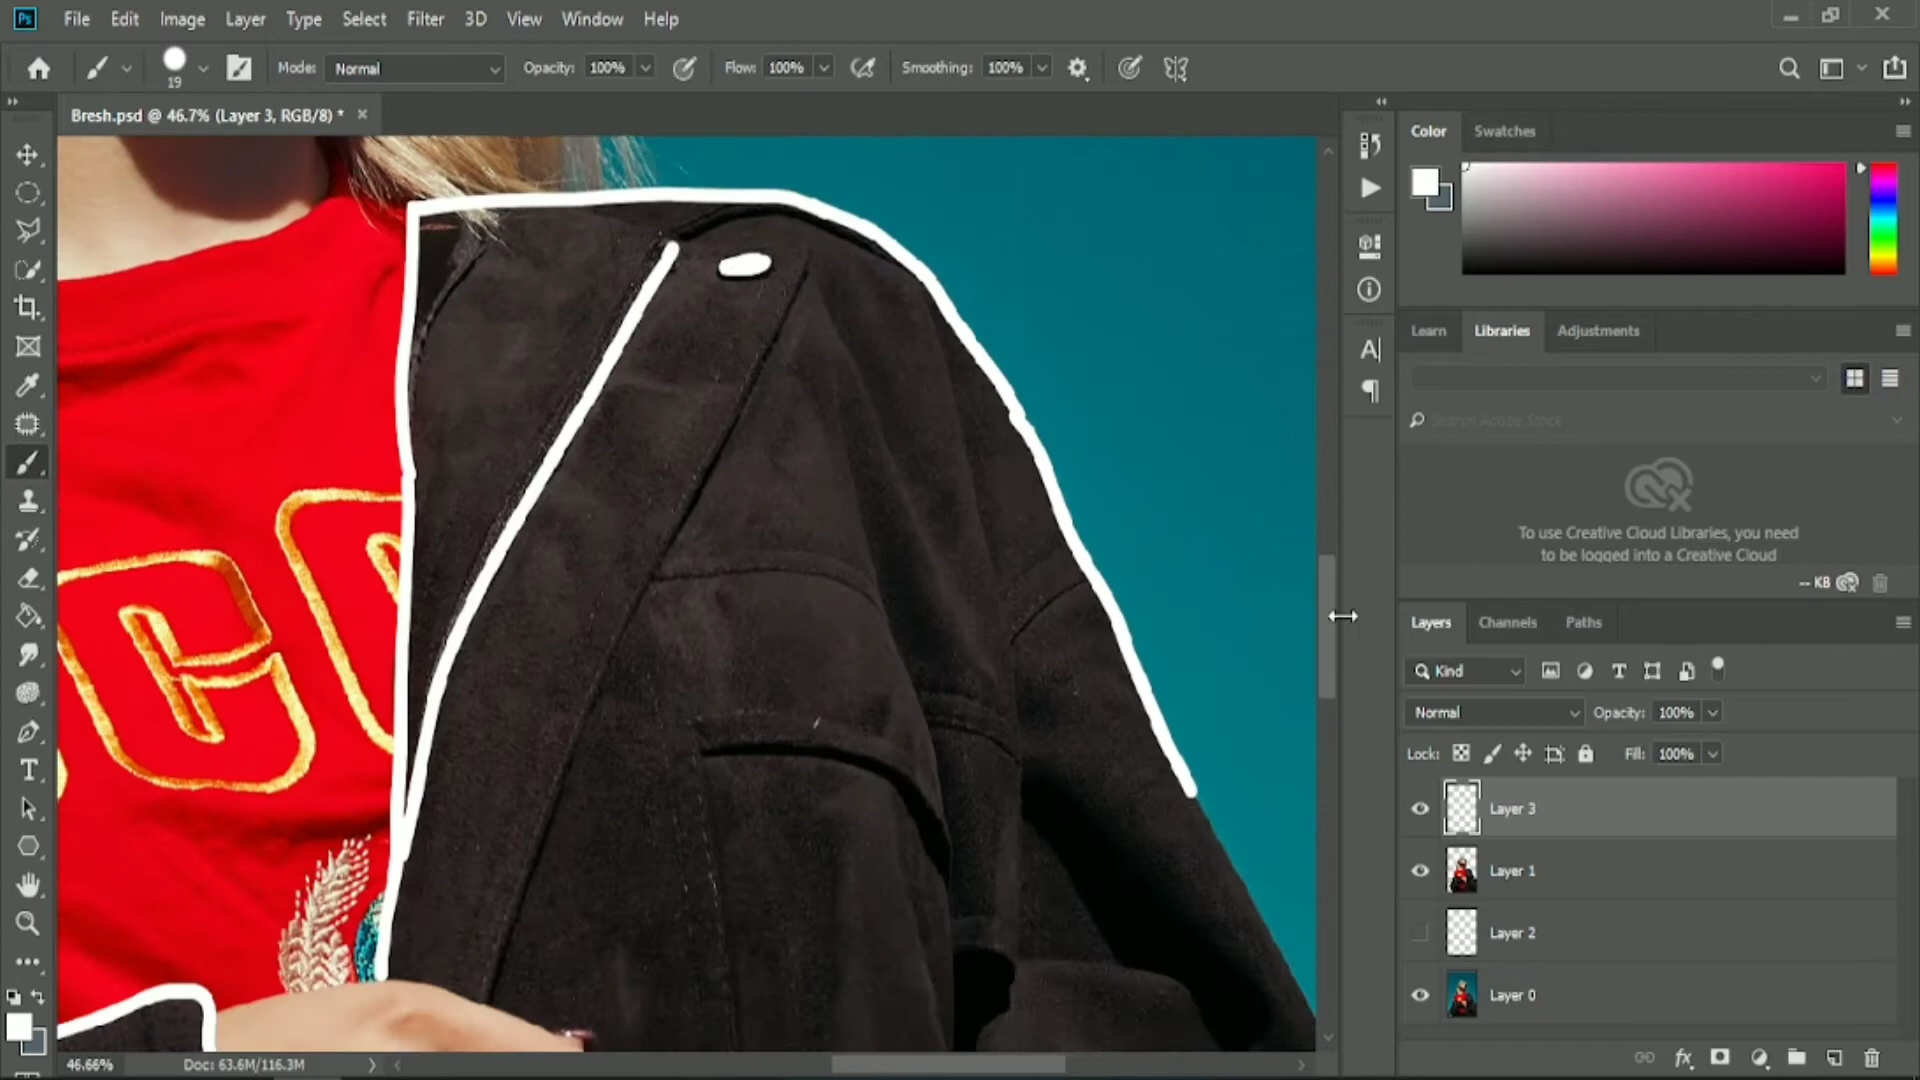 Ps File Edit Image Layer Type Select Filter 3D View Window Help
19 Mode: Normal Opacity: 100% Flow: 100% Smoothing: 100%
Bresh.psd @ 46.7% (Layer 3, RGB/8) *
Color Swatches
Learn Libraries Adjustments
Search Adobe Stock
To use Creative Cloud Libraries, you need
to be logged into a Creative Cloud
-- KB
Layers Channels Paths
Kind
Normal Opacity: 100%
Lock: Fill: 100%
Layer 3
Layer 1
Layer 2
Layer 0
46.66% Doc: 63.6M/116.3M